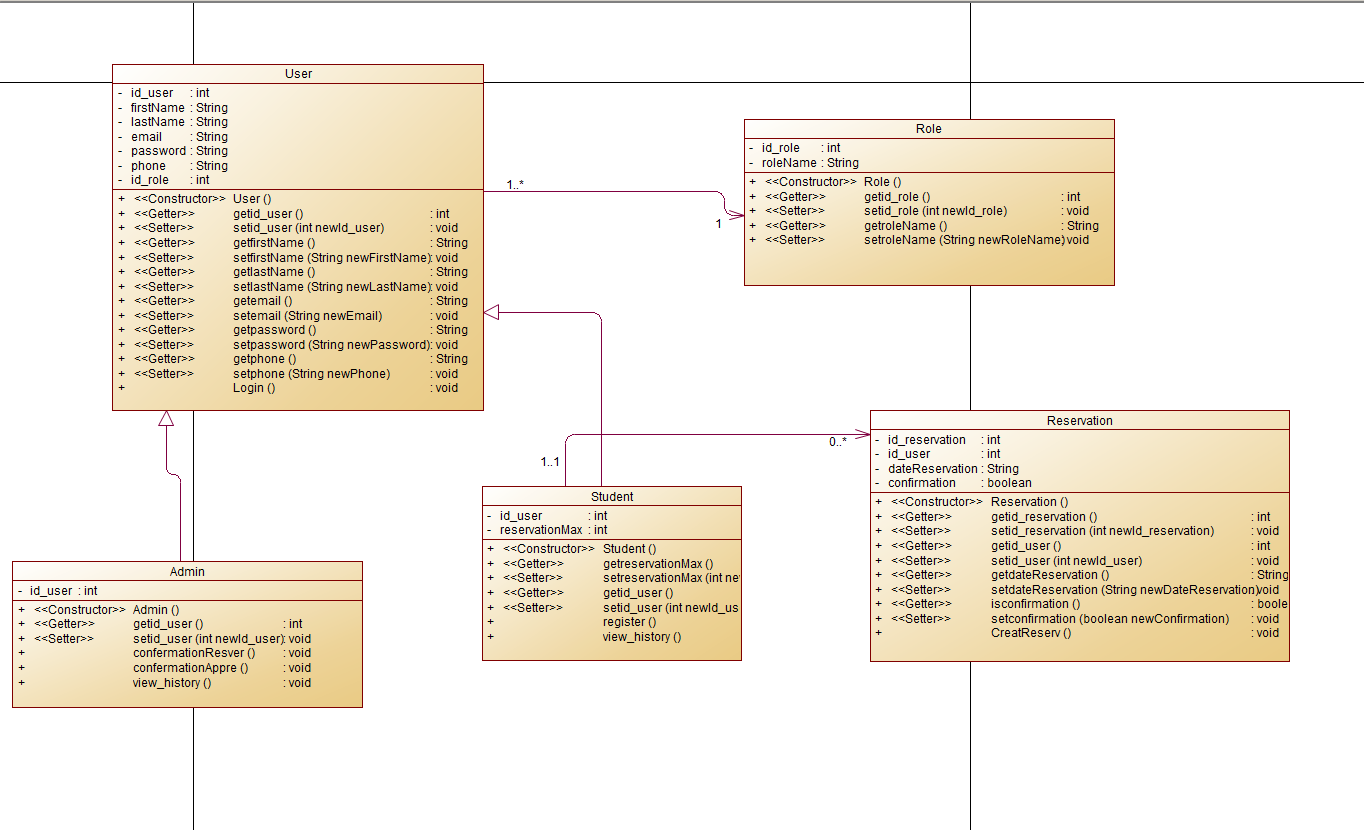 User
- id_user : int
- firstName : String
- lastName : String
- email : String
- password : String
- phone : String
- id_role : int
+ <<Constructor>> User ()
+ <<Getter>> getid_user () : int
+ <<Setter>> setid_user (int newId_user) : void
+ <<Getter>> getfirstName () : String
+ <<Setter>> setfirstName (String newFirstName): void
+ <<Getter>> getlastName () : String
+ <<Setter>> setlastName (String newLastName): void
+ <<Getter>> getemail () : String
+ <<Setter>> setemail (String newEmail) : void
+ <<Getter>> getpassword () : String
+ <<Setter>> setpassword (String newPassword): void
+ <<Getter>> getphone () : String
+ <<Setter>> setphone (String newPhone) : void
+ Login () : void
1..*
1
Role
- id_role : int
- roleName : String
+ <<Constructor>> Role ()
+ <<Getter>> getid_role () : int
+ <<Setter>> setid_role (int newId_role) : void
+ <<Getter>> getroleName () : String
+ <<Setter>> setroleName (String newRoleName) void
1..1
0..*
Reservation
- id_reservation : int
- id_user : int
- dateReservation : String
- confirmation : boolean
+ <<Constructor>> Reservation ()
+ <<Getter>> getid_reservation () : int
+ <<Setter>> setid_reservation (int newId_reservation) : void
+ <<Getter>> getid_user () : int
+ <<Setter>> setid_user (int newId_user) : void
+ <<Getter>> getdateReservation () : String
+ <<Setter>> setdateReservation (String newDateReservation) void
+ <<Getter>> isconfirmation () : boole
+ <<Setter>> setconfirmation (boolean newConfirmation) : void
+ CreatReserv () : void
Student
- id_user : int
- reservationMax : int
+ <<Constructor>> Student ()
+ <<Getter>> getreservationMax ()
+ <<Setter>> setreservationMax (int ne
+ <<Getter>> getid_user ()
+ <<Setter>> setid_user (int newId_us
+ register ()
+ view_history ()
Admin
- id_user : int
+ <<Constructor>> Admin ()
+ <<Getter>> getid_user () : int
+ <<Setter>> setid_user (int newId_user): void
+ confermationResver () : void
+ confermationAppre () : void
+ view_history () : void